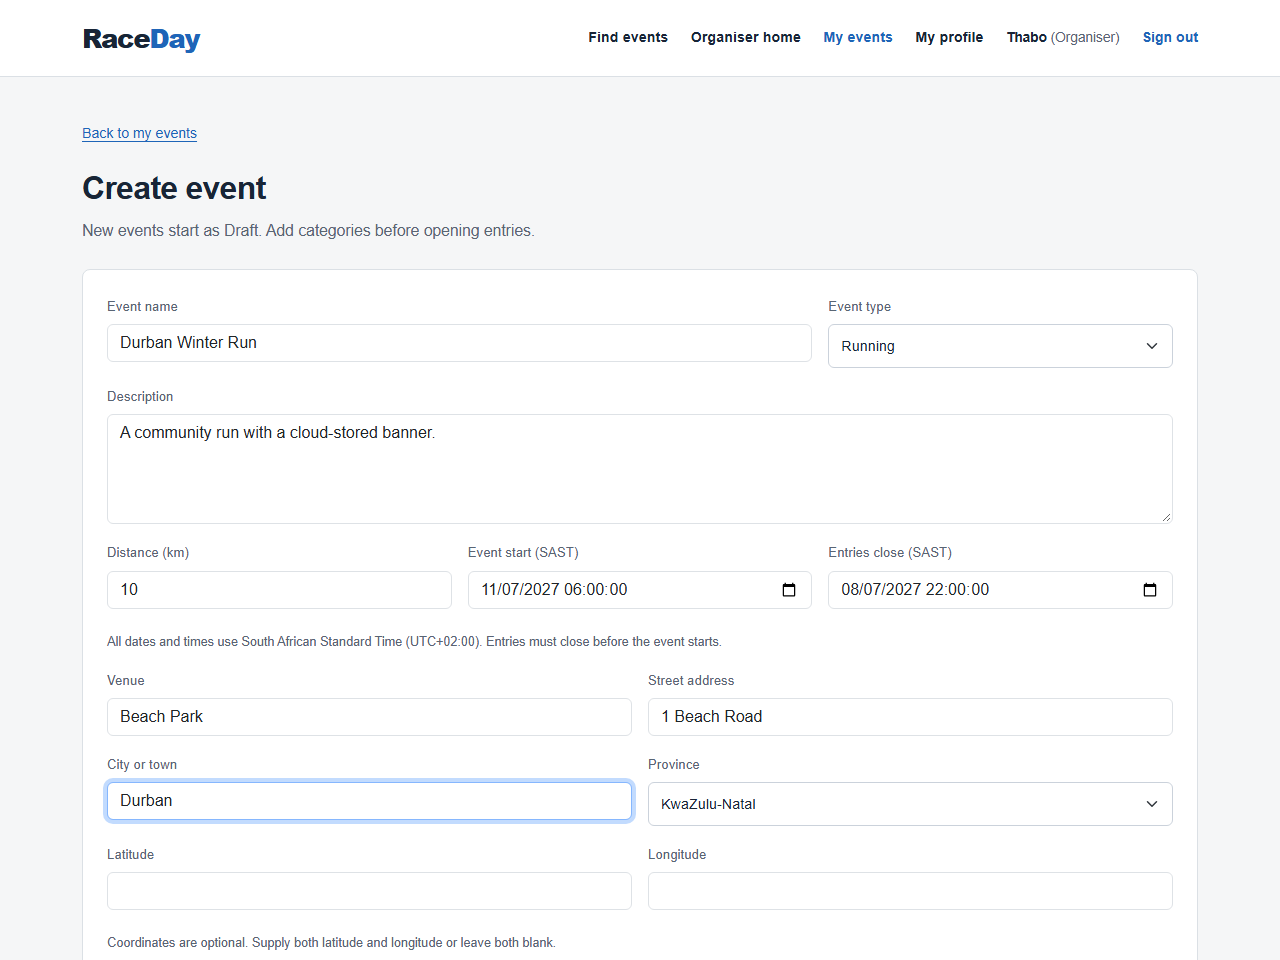 RaceDay
Find events Organiser home My events My profile Thabo (Organiser) Sign out
Back to my events
Create event
New events start as Draft. Add categories before opening entries.
Event name Event type
Durban Winter Run Running
Description
A community run with a cloud-stored banner.
Distance (km) Event start (SAST) Entries close (SAST)
10 11/07/2027 06:00:00 08/07/2027 22:00:00
All dates and times use South African Standard Time (UTC+02:00). Entries must close before the event starts.
Venue Street address
Beach Park 1 Beach Road
City or town Province
Durban KwaZulu-Natal
Latitude Longitude
Coordinates are optional. Supply both latitude and longitude or leave both blank.